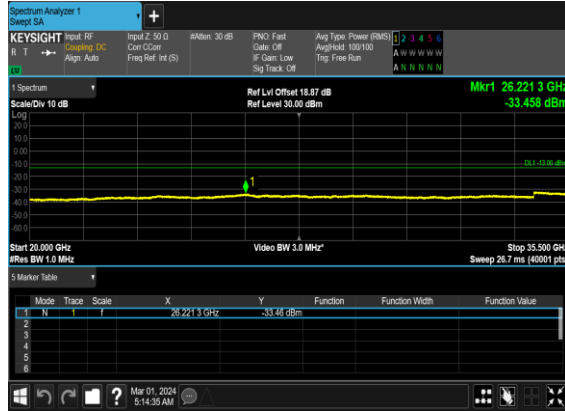 Spectrum Analyzer 1
Swept SA
+
KEYSIGHT Input: RF Input Z: 50 Ω #Atten: 30 dB PNO: Fast Avg Type: Power (RMS) 1 2 3 4 5 6
R T Coupling: DC Corr CCorr Gate: Off Avg|Hold: 100/100 A W W W W W
Align: Auto Freq Ref: Int (S) IF Gain: Low Trig: Free Run
Sig Track: Off A N N N N N
1 Spectrum
Ref Lvl Offset 18.87 dB Mkr1 26.221 3 GHz
Scale/Div 10 dB Ref Level 30.00 dBm -33.458 dBm
Log
20.0
10.0
0.00
-10.0 DL1 -13.00 dBm
-20.0
-30.0 1
-40.0
-50.0
-60.0
Start 20.000 GHz Video BW 3.0 MHz* Stop 35.500 GHz
#Res BW 1.0 MHz Sweep 26.7 ms (40001 pts)
5 Marker Table
Mode Trace Scale X Y Function Function Width Function Value
1 N 1 f 26.221 3 GHz -33.46 dBm
2
3
4
5
6
? Mar 01, 2024
5:14:35 AM